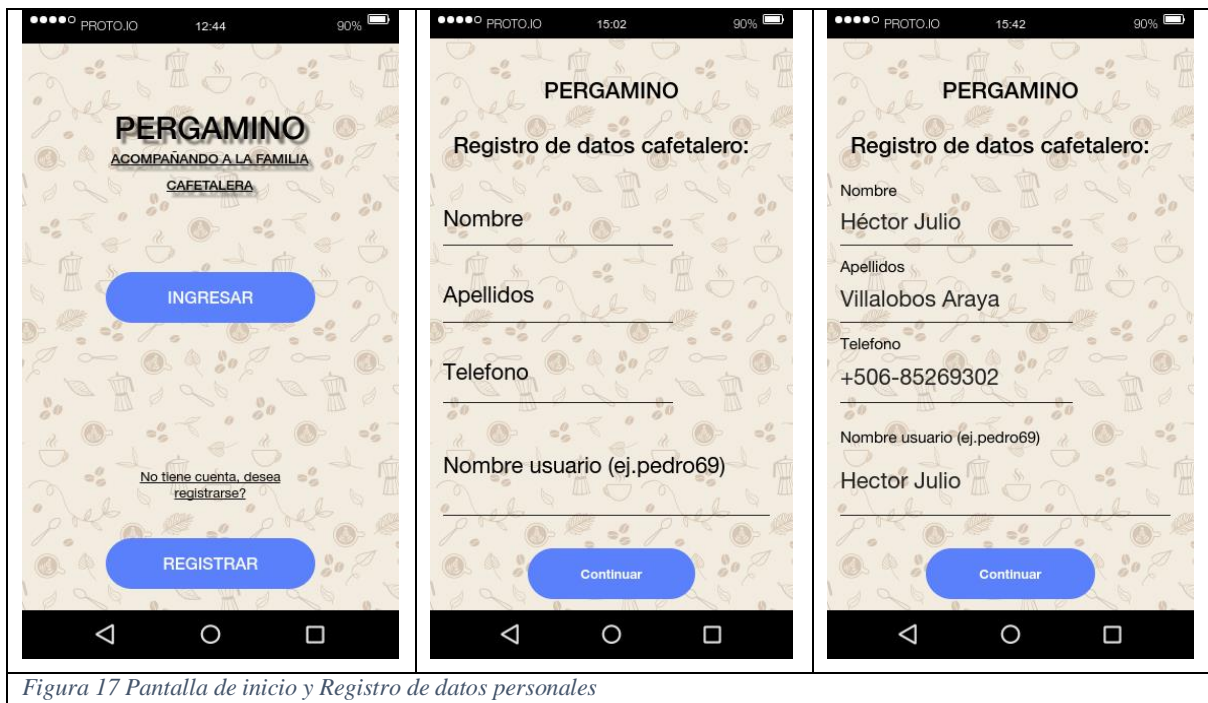 PROTO.IO 12:44 90%
PERGAMINO
ACOMPAÑANDO A LA FAMILIA
CAFETALERA
INGRESAR
No tiene cuenta, desea
registrarse?
REGISTRAR
PROTO.IO 15:02 90%
PERGAMINO
Registro de datos cafetalero:
Nombre
Apellidos
Telefono
Nombre usuario (ej.pedro69)
Continuar
PROTO.IO 15:42 90%
PERGAMINO
Registro de datos cafetalero:
Nombre
Héctor Julio
Apellidos
Villalobos Araya
Telefono
+506-85269302
Nombre usuario (ej.pedro69)
Hector Julio
Continuar
Figura 17 Pantalla de inicio y Registro de datos personales